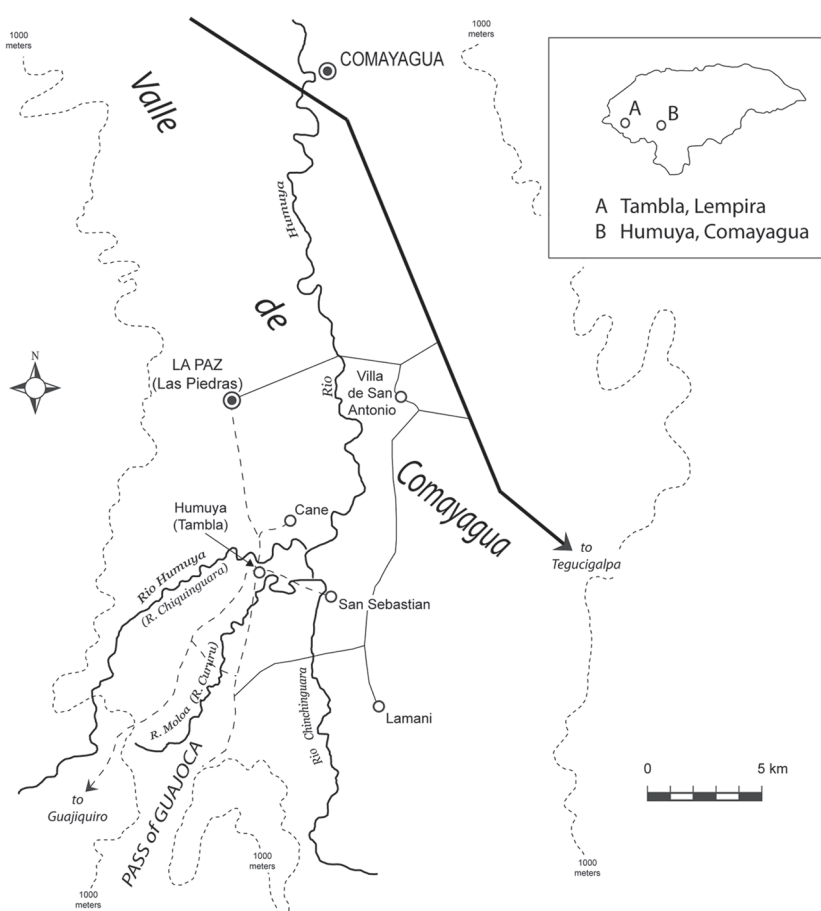 1000
meters
1000
meters
COMAYAGUA
Valle
A
B
A Tambla, Lempira
B Humuya, Comayagua
Humuya
de
N
LA PAZ
(Las Piedras)
Rio
Villa
de San
Antonio
Comayagua
Humuya
(Tambla)
Cane
to
Tegucigalpa
Rio Humuya
(R. Chiquinguara)
San Sebastian
R. Moloa (R. Cururu)
Rio Chinchinguara
Lamani
PASS of GUAJOCA
0 5 km
to
Guajiquiro
1000
meters
1000
meters
1000
meters